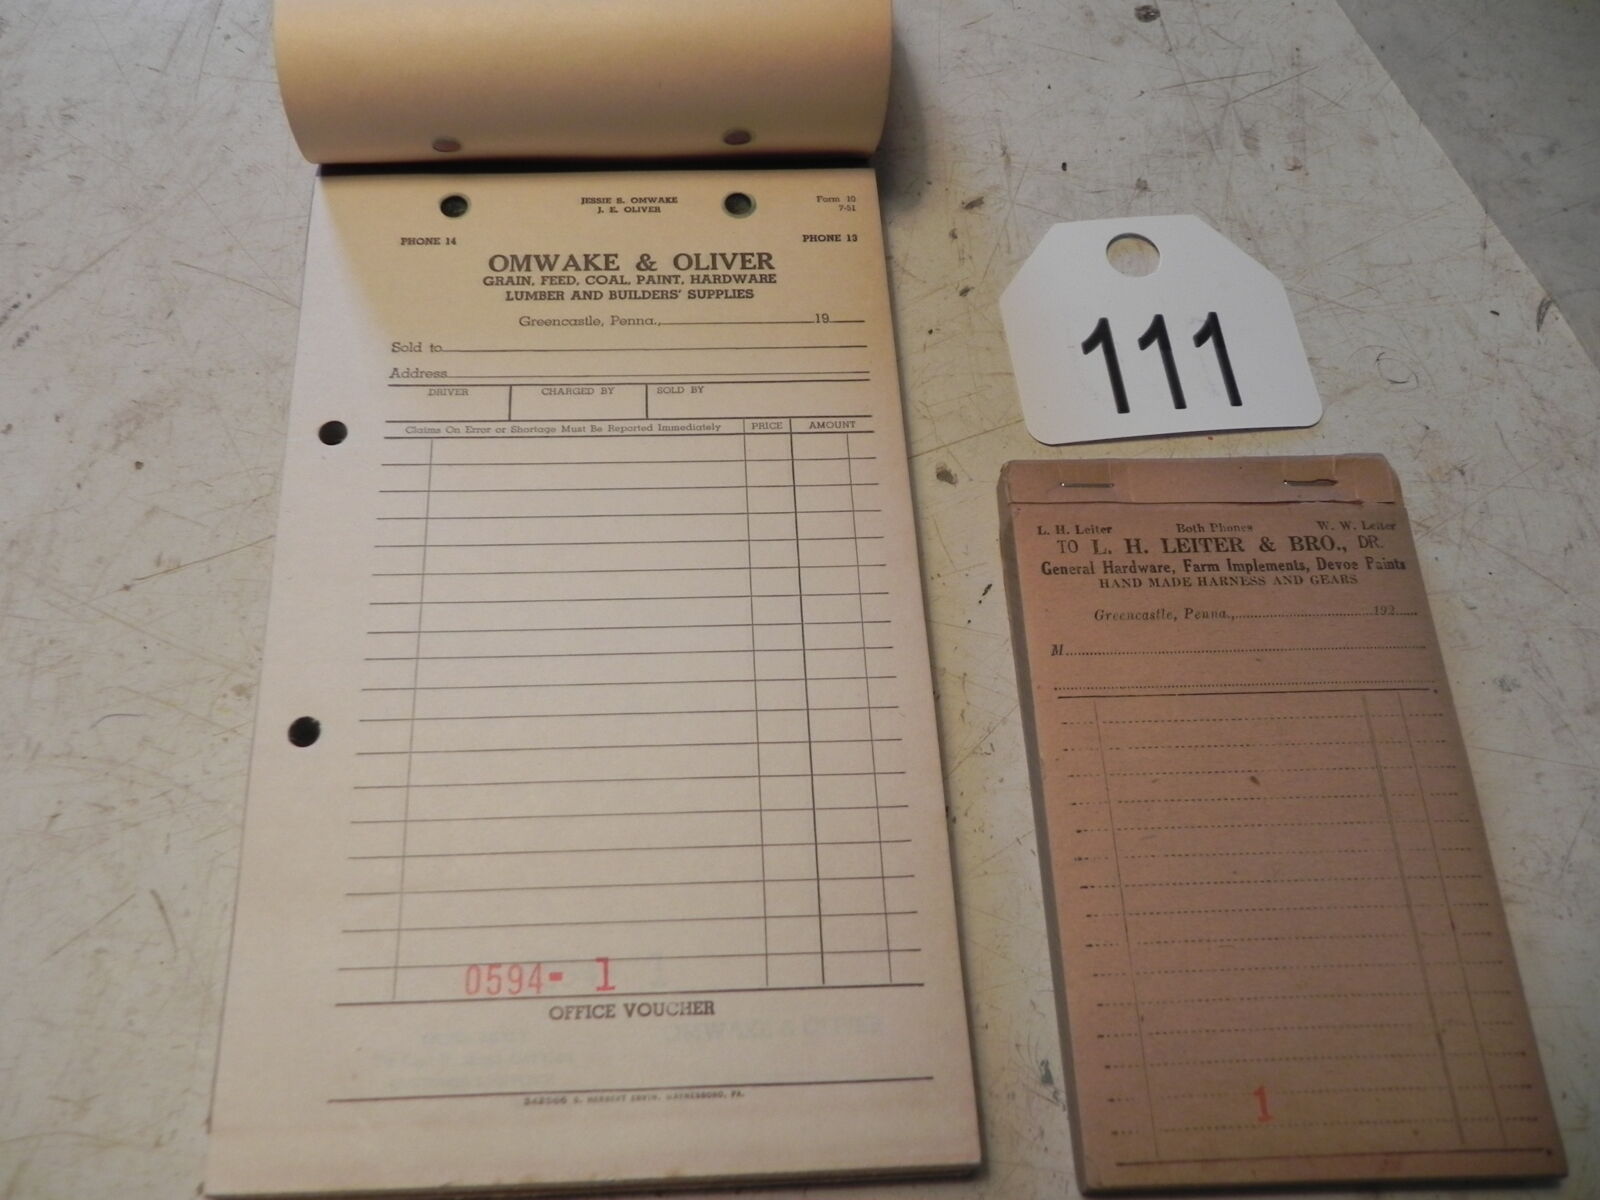 JESSIE B. OMWAKE
J. E. OLIVER
Form 10
7-51
PHONE 14
PHONE 13
OMWAKE & OLIVER
GRAIN, FEED, COAL, PAINT, HARDWARE
LUMBER AND BUILDERS' SUPPLIES
Greencastle, Penna., 19
Sold to
Address
DRIVER CHARGED BY SOLD BY
Claims On Error or Shortage Must Be Reported Immediately PRICE AMOUNT
0594- 1
OFFICE VOUCHER
WAYNESBORO, PA.
111
L. H. Leiter Both Phones W. W. Leiter
TO L. H. LEITER & BRO., DR.
General Hardware, Farm Implements, Devoe Paints
HAND MADE HARNESS AND GEARS
Greencastle, Penna., 192
M
1